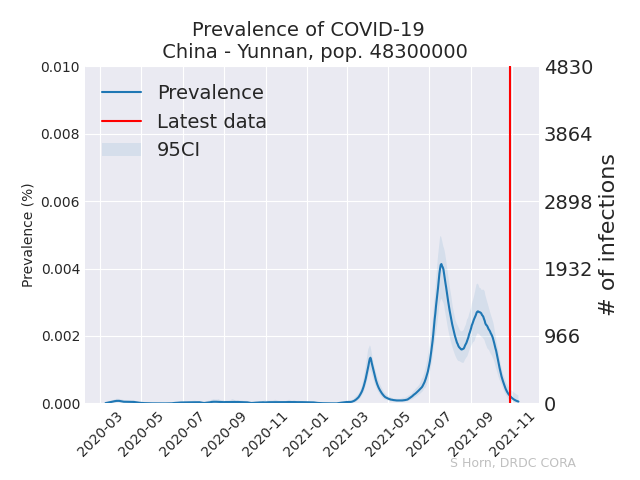 Prevalence of COVID-19
China - Yunnan, pop. 48300000
Prevalence
Latest data
95CI
0.010
0.008
0.006
0.004
0.002
0.000
Prevalence (%)
4830
3864
2898
1932
966
0
# of infections
2020-03
2020-05
2020-07
2020-09
2020-11
2021-01
2021-03
2021-05
2021-07
2021-09
2021-11
S Horn, DRDC CORA